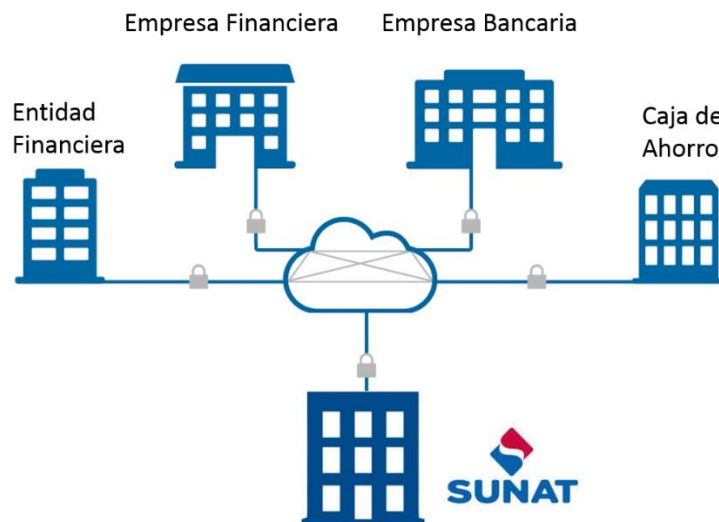 Empresa Financiera
Empresa Bancaria
Entidad
Financiera
Caja de
Ahorro
SUNAT